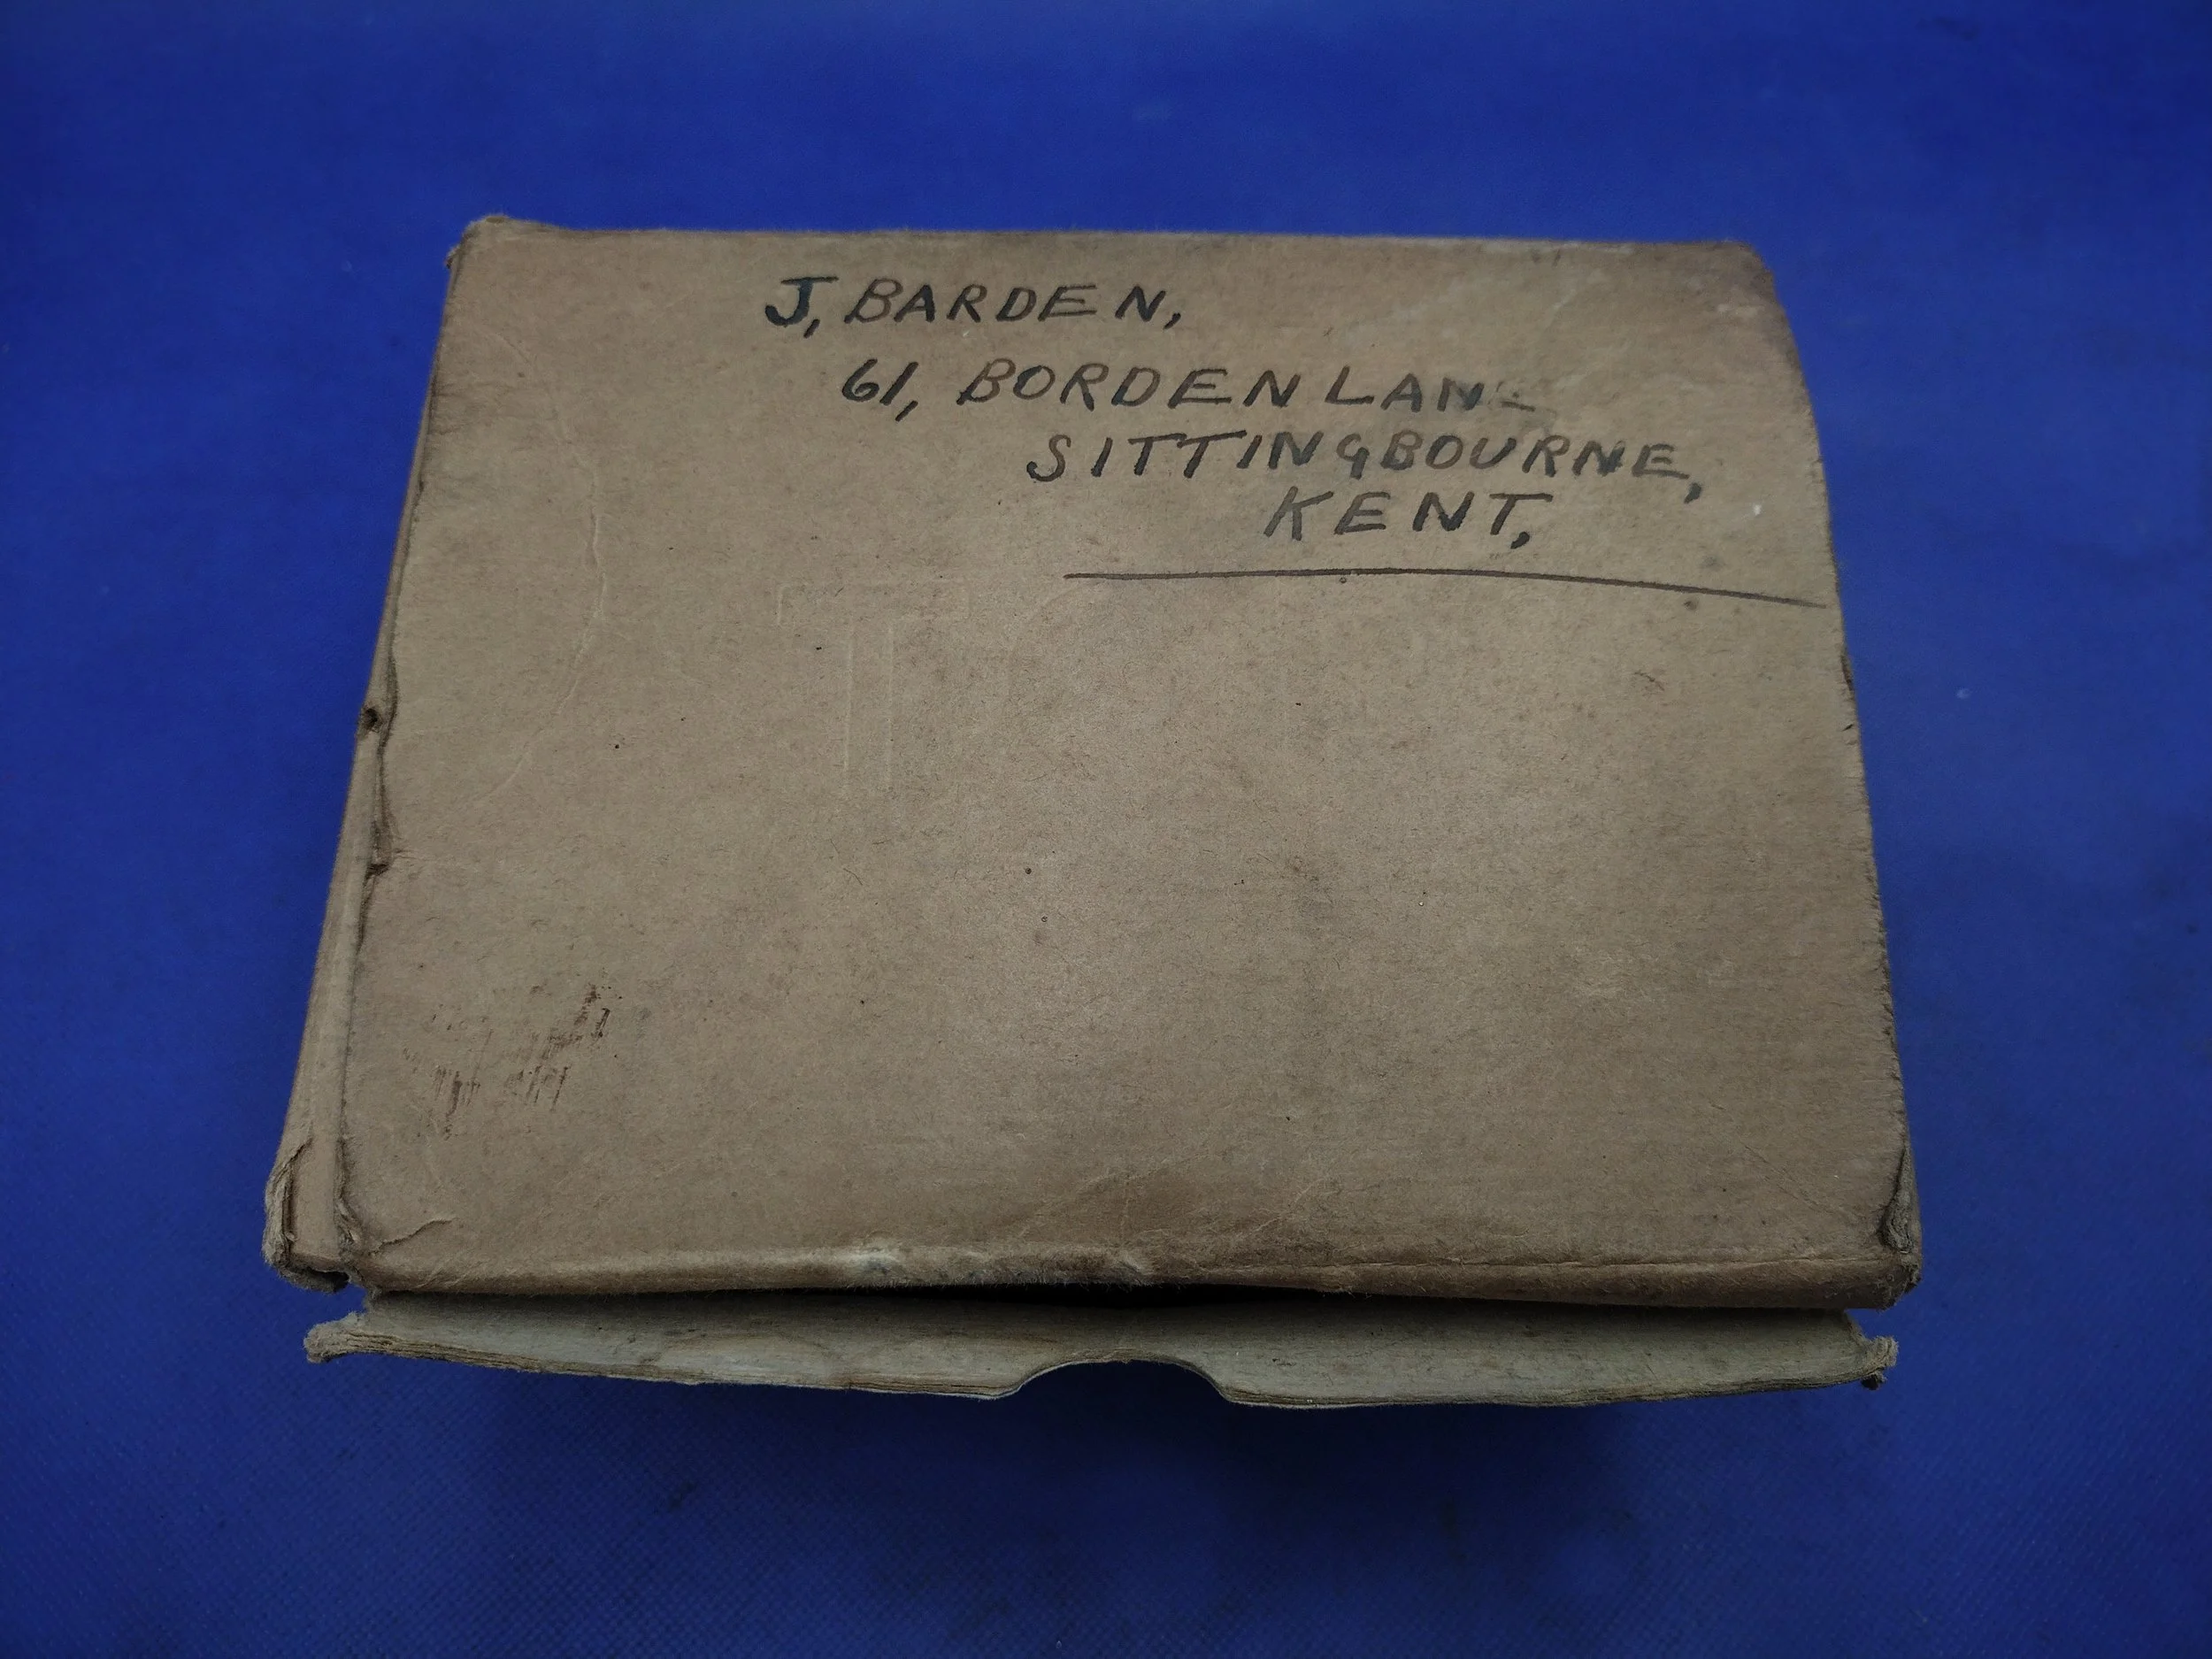 J, BARDEN,
61, BORDEN LANE
SITTINGBOURNE,
KENT,